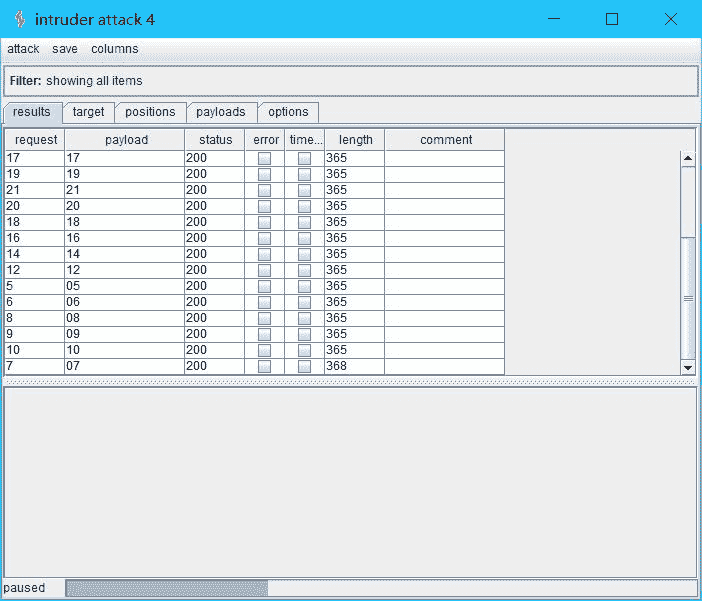 intruder attack 4
attack save columns
Filter: showing all items
results target positions payloads options
request payload status error time... length comment
17 17 200 365
19 19 200 365
21 21 200 365
20 20 200 365
18 18 200 365
16 16 200 365
14 14 200 365
12 12 200 365
5 05 200 365
6 06 200 365
8 08 200 365
9 09 200 365
10 10 200 365
7 07 200 368
paused